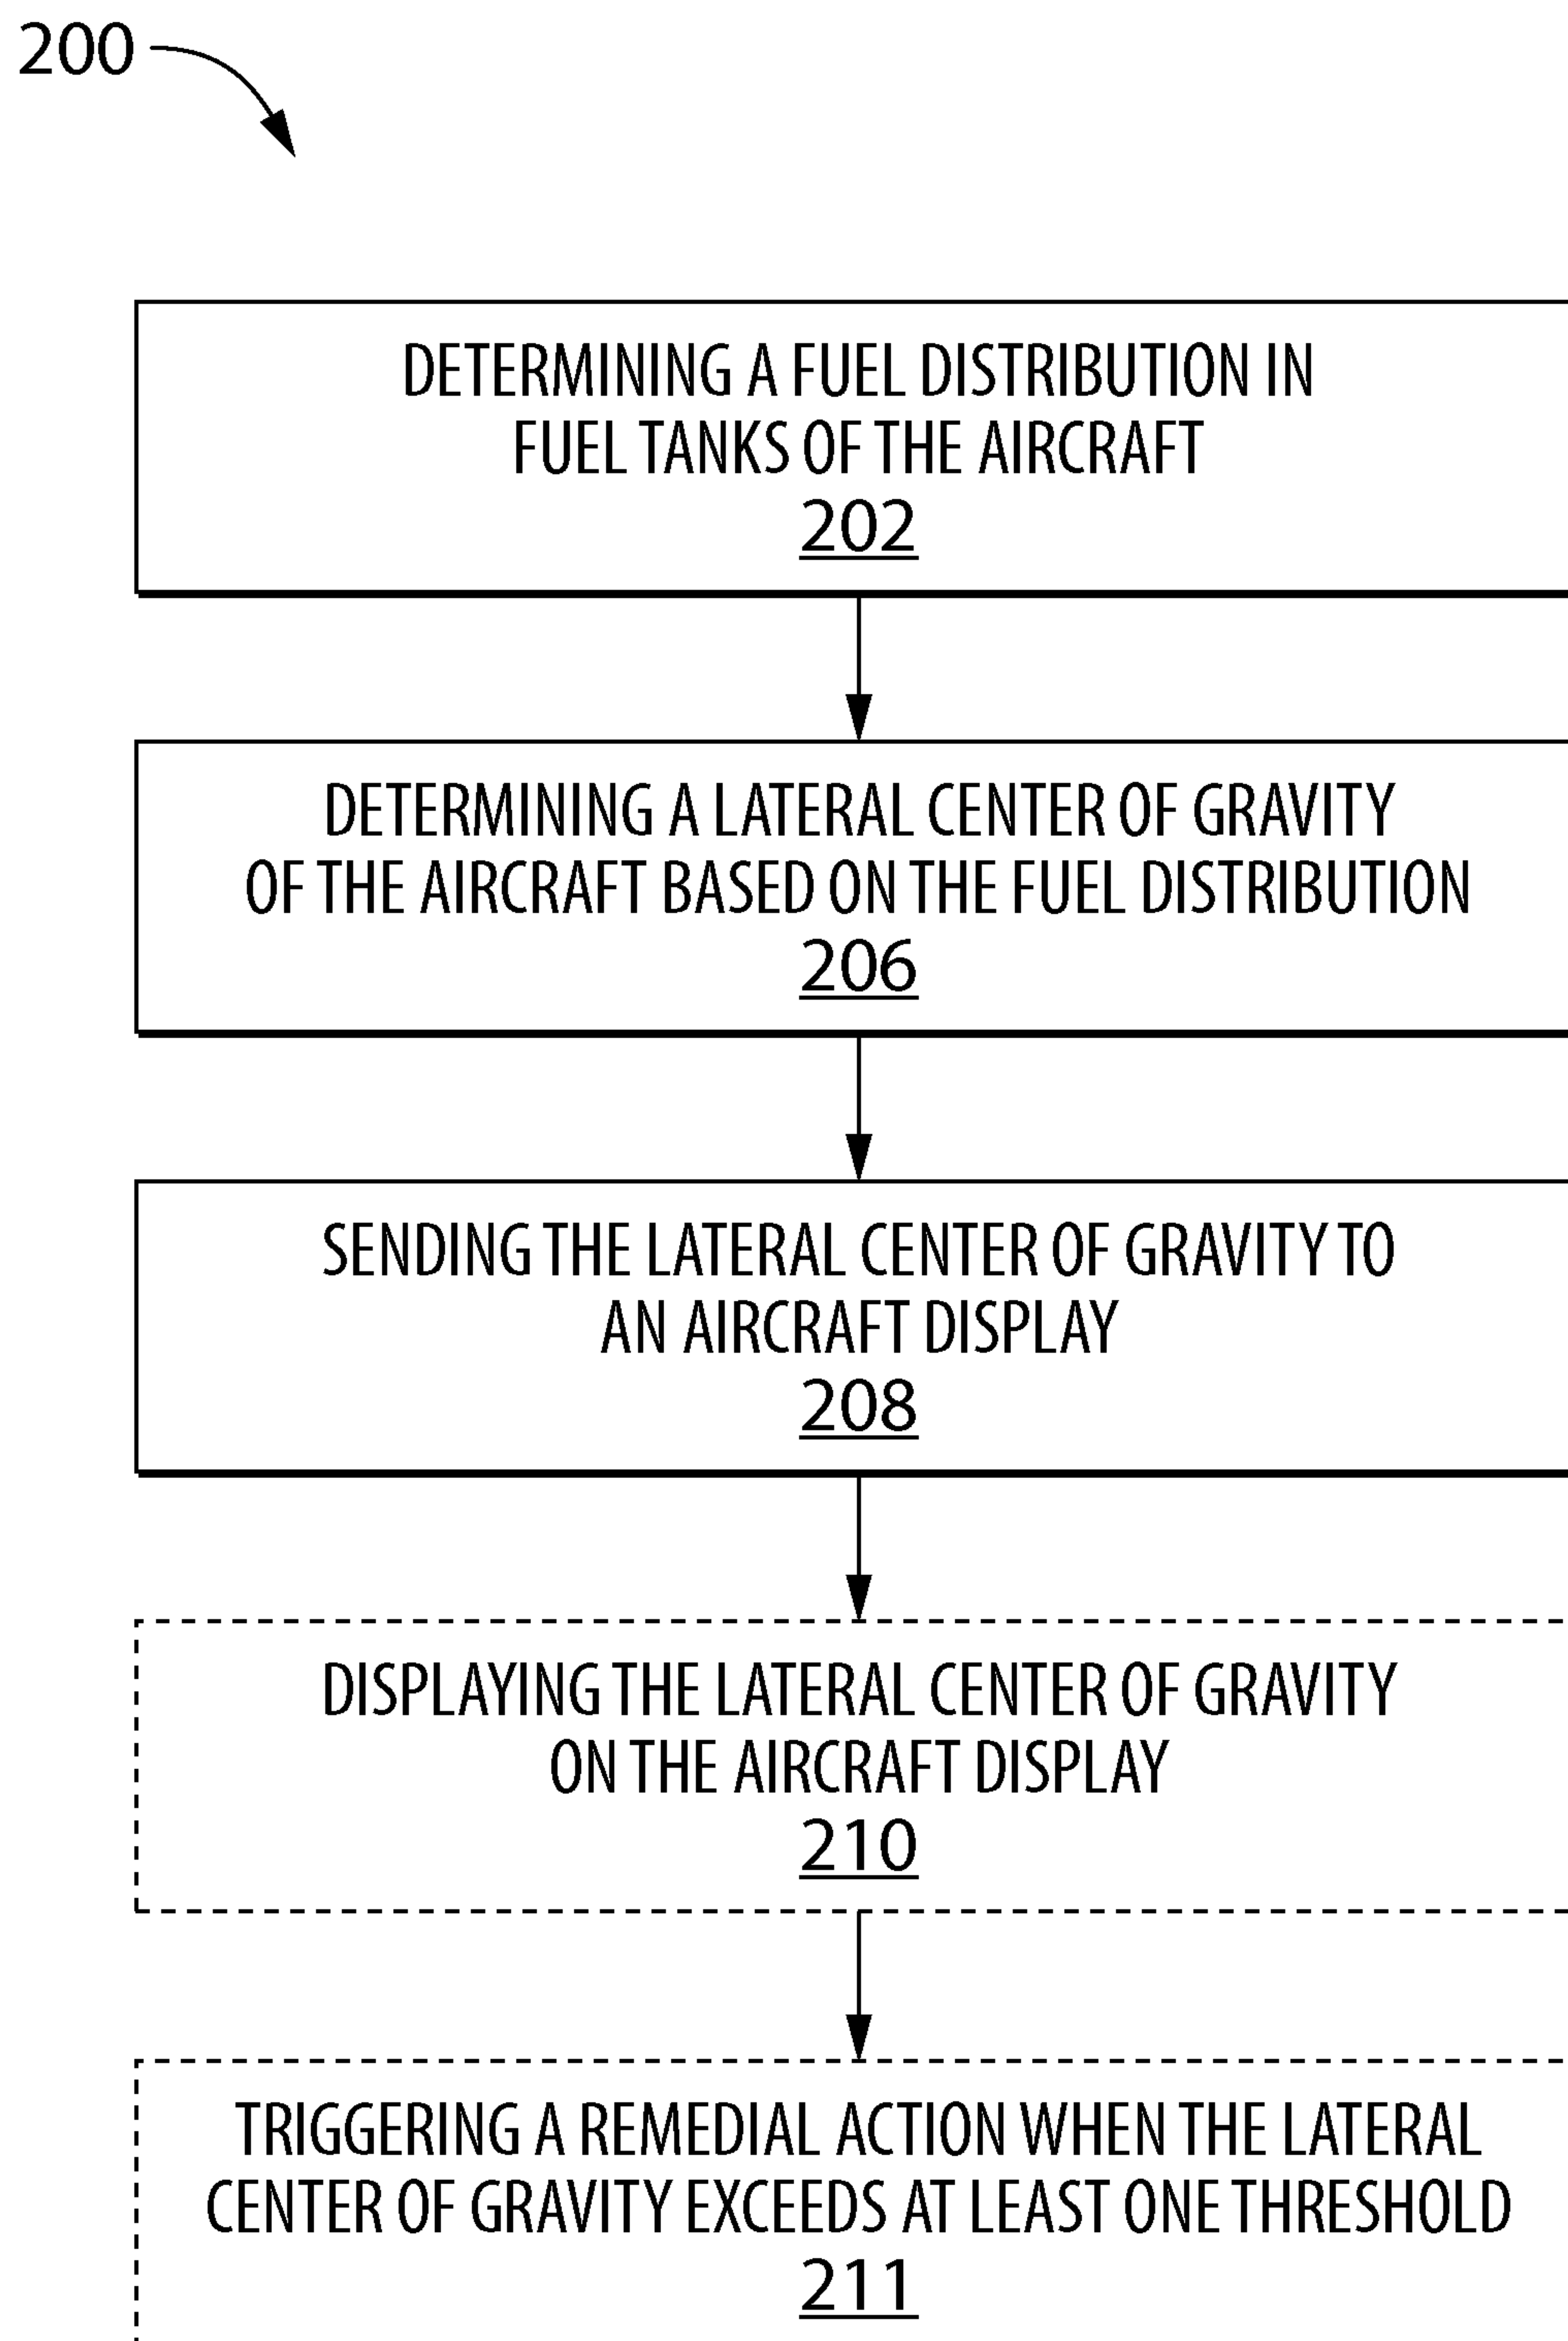 200
DETERMINING A FUEL DISTRIBUTION IN
FUEL TANKS OF THE AIRCRAFT
202
DETERMINING A LATERAL CENTER OF GRAVITY
OF THE AIRCRAFT BASED ON THE FUEL DISTRIBUTION
206
SENDING THE LATERAL CENTER OF GRAVITY TO
AN AIRCRAFT DISPLAY
208
DISPLAYING THE LATERAL CENTER OF GRAVITY
ON THE AIRCRAFT DISPLAY
210
TRIGGERING A REMEDIAL ACTION WHEN THE LATERAL
CENTER OF GRAVITY EXCEEDS AT LEAST ONE THRESHOLD
211